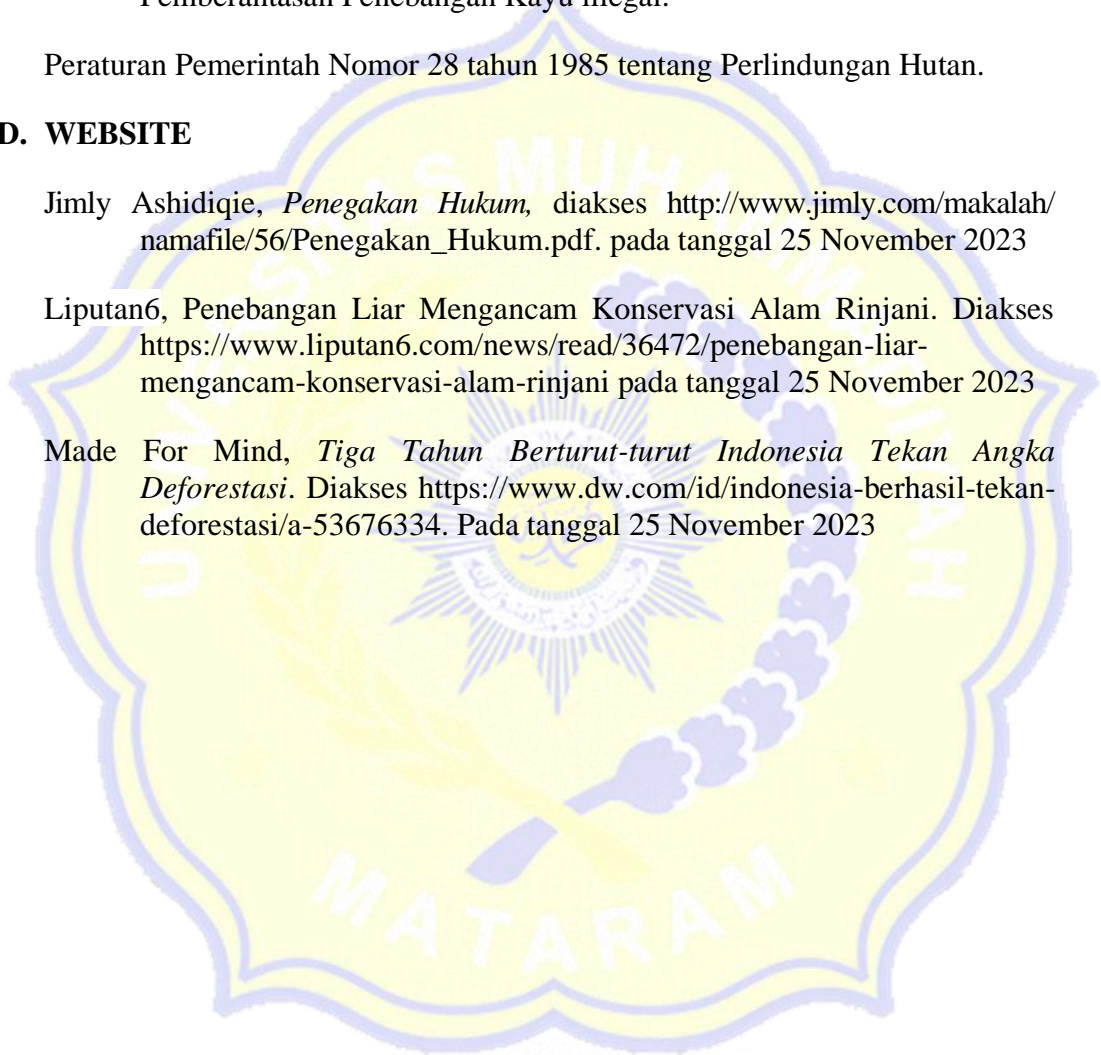 Pemberantasan Penebangan Kayu illegal.
Peraturan Pemerintah Nomor 28 tahun 1985 tentang Perlindungan Hutan.
D. WEBSITE
Jimly Ashidiqie, Penegakan Hukum, diakses http://www.jimly.com/makalah/
namafile/56/Penegakan_Hukum.pdf. pada tanggal 25 November 2023
Liputan6, Penebangan Liar Mengancam Konservasi Alam Rinjani. Diakses
https://www.liputan6.com/news/read/36472/penebangan-liar-
mengancam-konservasi-alam-rinjani pada tanggal 25 November 2023
Made For Mind, Tiga Tahun Berturut-turut Indonesia Tekan Angka
Deforestasi. Diakses https://www.dw.com/id/indonesia-berhasil-tekan-
deforestasi/a-53676334. Pada tanggal 25 November 2023
UNIVERSITAS MUHAMMADIYAH
MATARAM